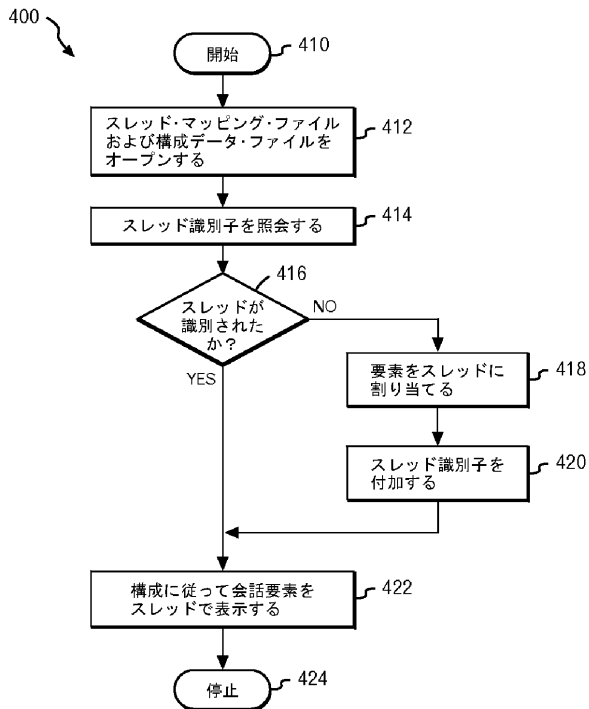 400
開始
410
スレッド・マッピング・ファイル
および構成データ・ファイルを
オープンする
412
スレッド識別子を照会する
414
416
スレッドが
識別された
か？
NO
YES
要素をスレッドに
割り当てる
418
スレッド識別子を
付加する
420
構成に従って会話要素を
スレッドで表示する
422
停止
424